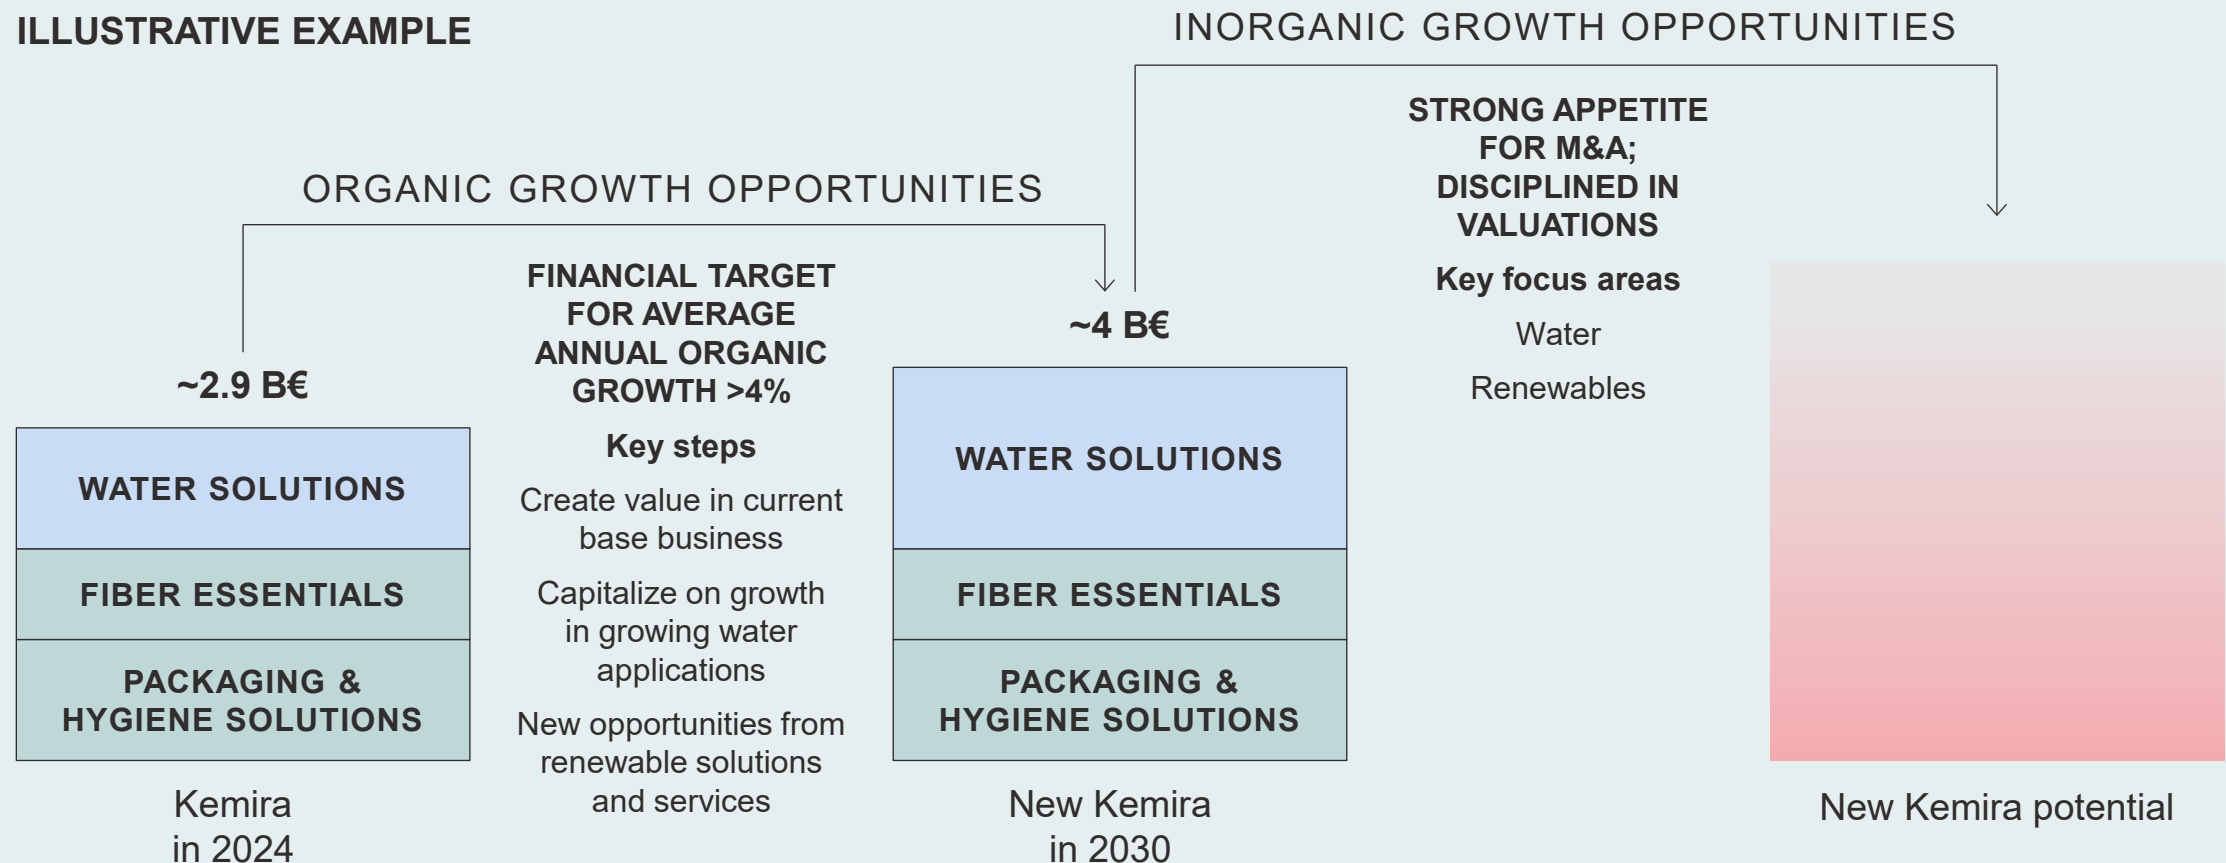 ILLUSTRATIVE EXAMPLE
INORGANIC GROWTH OPPORTUNITIES
ORGANIC GROWTH OPPORTUNITIES
~2.9 B€
WATER SOLUTIONS
FIBER ESSENTIALS
PACKAGING &
HYGIENE SOLUTIONS
Kemira
in 2024
FINANCIAL TARGET
FOR AVERAGE
ANNUAL ORGANIC
GROWTH >4%
Key steps
Create value in current
base business
Capitalize on growth
in growing water
applications
New opportunities from
renewable solutions
and services
~4 B€
WATER SOLUTIONS
FIBER ESSENTIALS
PACKAGING &
HYGIENE SOLUTIONS
New Kemira
in 2030
STRONG APPETITE
FOR M&A;
DISCIPLINED IN
VALUATIONS
Key focus areas
Water
Renewables
New Kemira potential